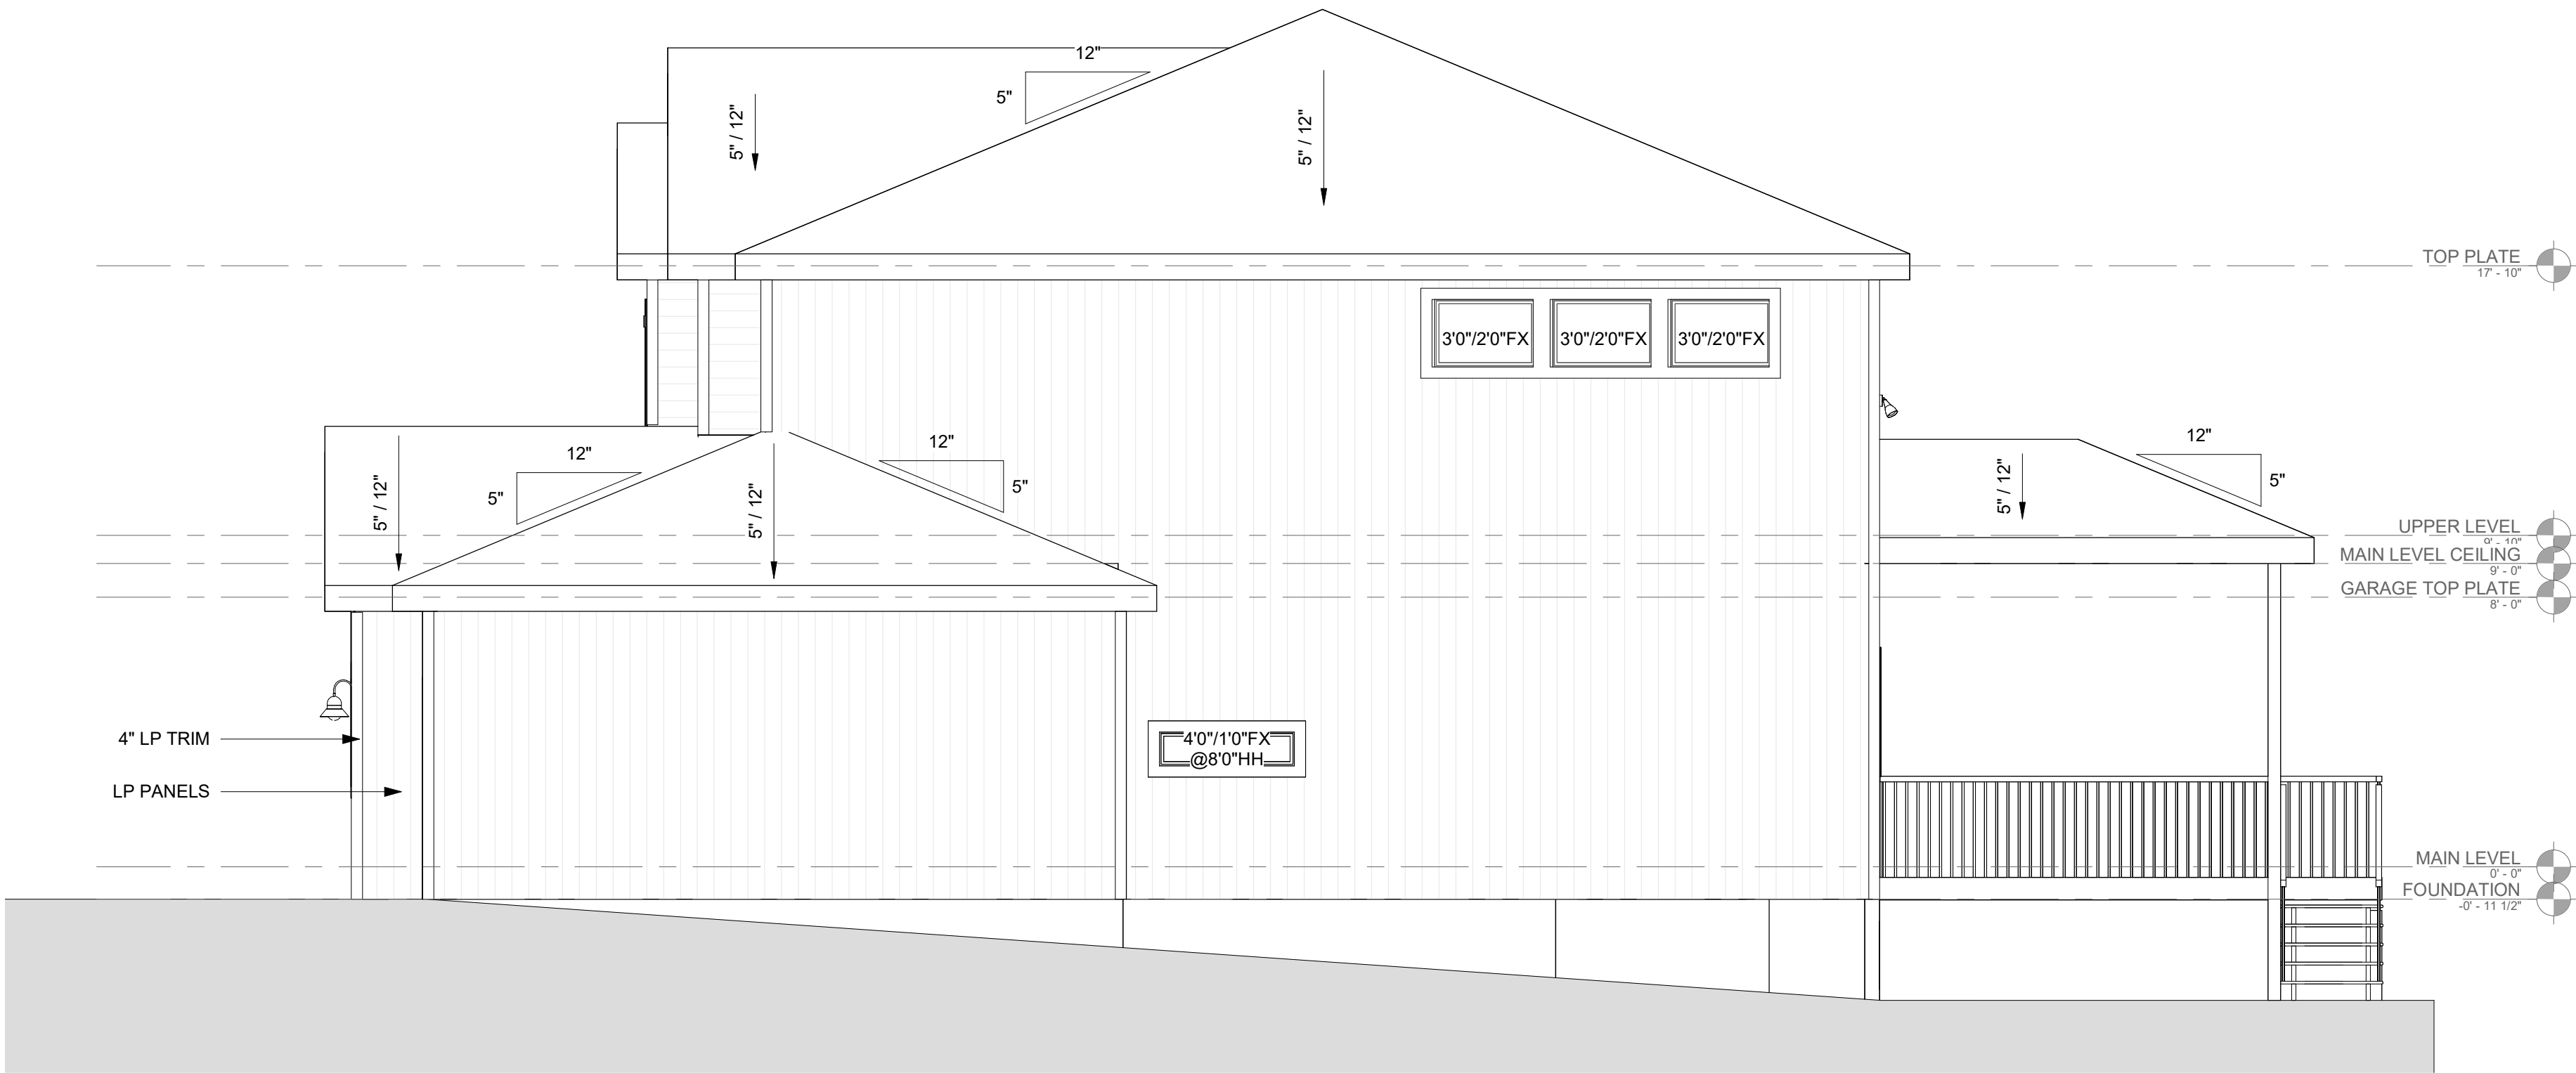 12"
5"
5" / 12"
5" / 12"
TOP PLATE
17' - 10"
3'0"/2'0"FX
3'0"/2'0"FX
3'0"/2'0"FX
12"
5"
12"
5"
12"
5"
5" / 12"
5" / 12"
5" / 12"
UPPER LEVEL
9' - 10"
MAIN LEVEL CEILING
9' - 0"
GARAGE TOP PLATE
8' - 0"
4" LP TRIM
LP PANELS
4'0"/1'0"FX
@8'0"HH
MAIN LEVEL
0' - 0"
FOUNDATION
-0' - 11 1/2"